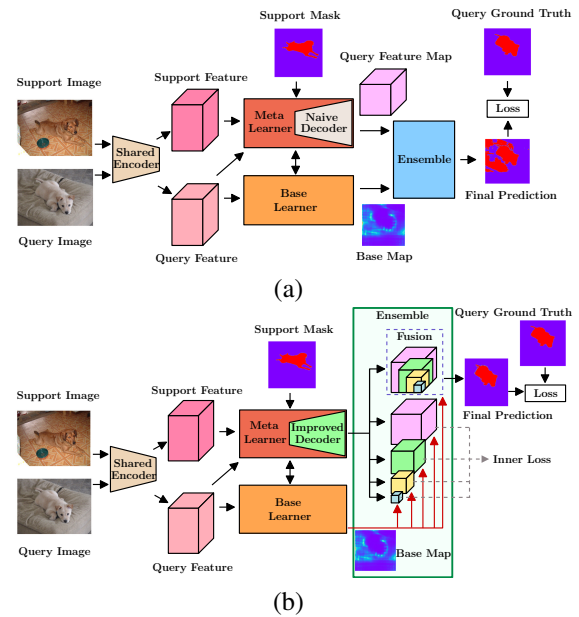 Support Mask
Query Ground Truth
Support Image
Support Feature
Query Feature Map
Meta
Learner
Naive
Decoder
Loss
Shared
Encoder
Ensemble
Base
Learner
Final Prediction
Query Image
Query Feature
Base Map
(a)
Ensemble
Query Ground Truth
Support Mask
Fusion
Support Image
Support Feature
Final Prediction
Loss
Meta
Learner
Improved
Decoder
Shared
Encoder
Inner Loss
Base
Learner
Query Image
Query Feature
Base Map
(b)